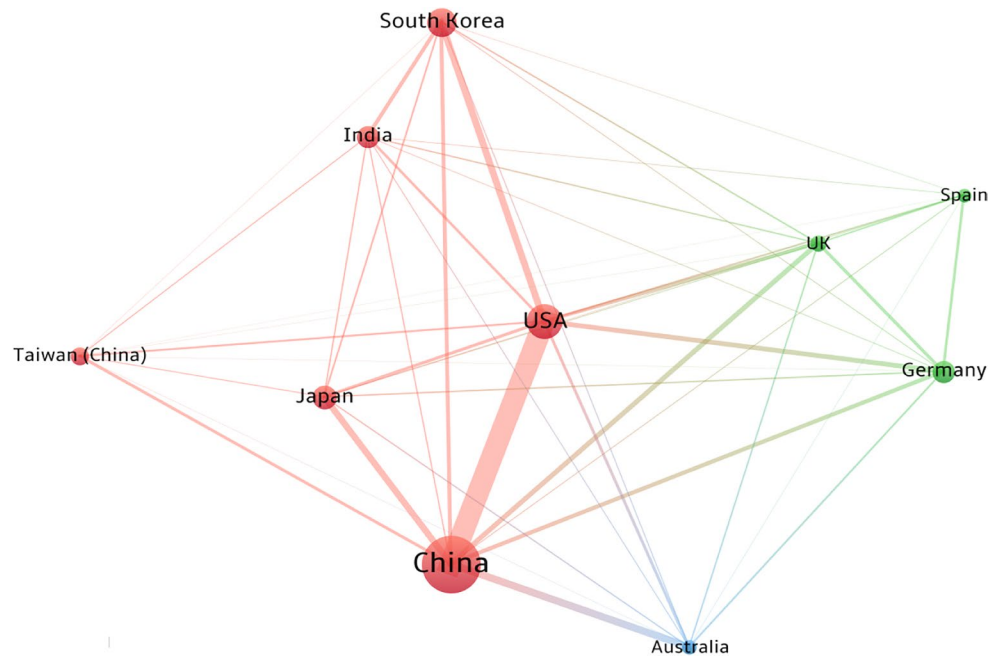 South Korea
India
Spain
UK
USA
Taiwan (China)
Germany
Japan
China
Australia